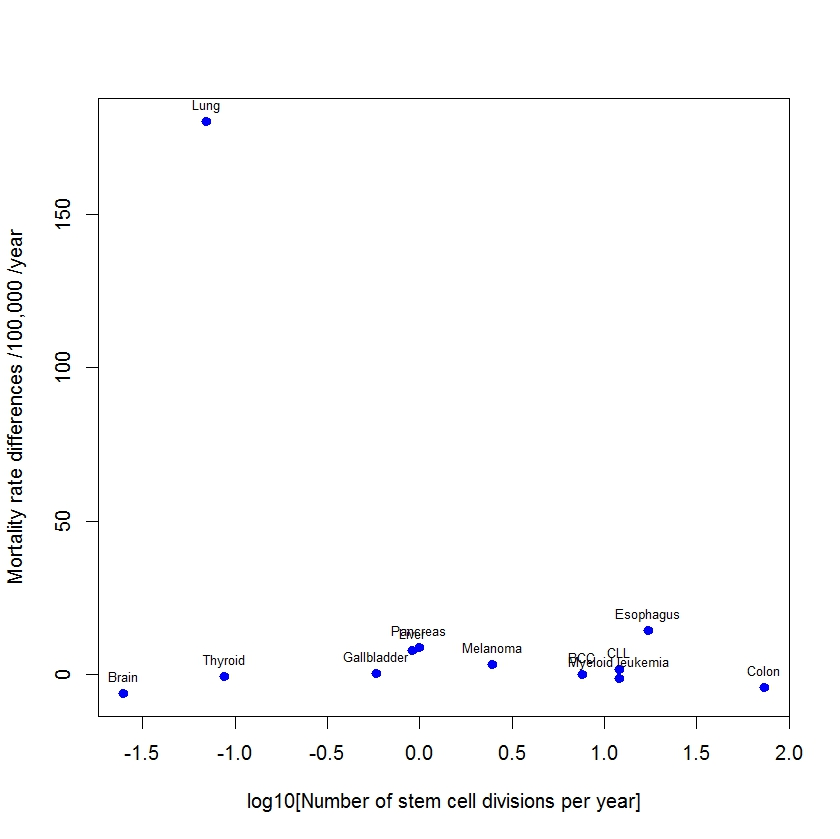 Lung
Esophagus
Pancreas
Liver
Melanoma
CLL
RCC
Myeloid leukemia
Gallbladder
Thyroid
Colon
Brain
150
100
50
0
-1.5 -1.0 -0.5 0.0 0.5 1.0 1.5 2.0
log10[Number of stem cell divisions per year]
Mortality rate differences /100,000 /year